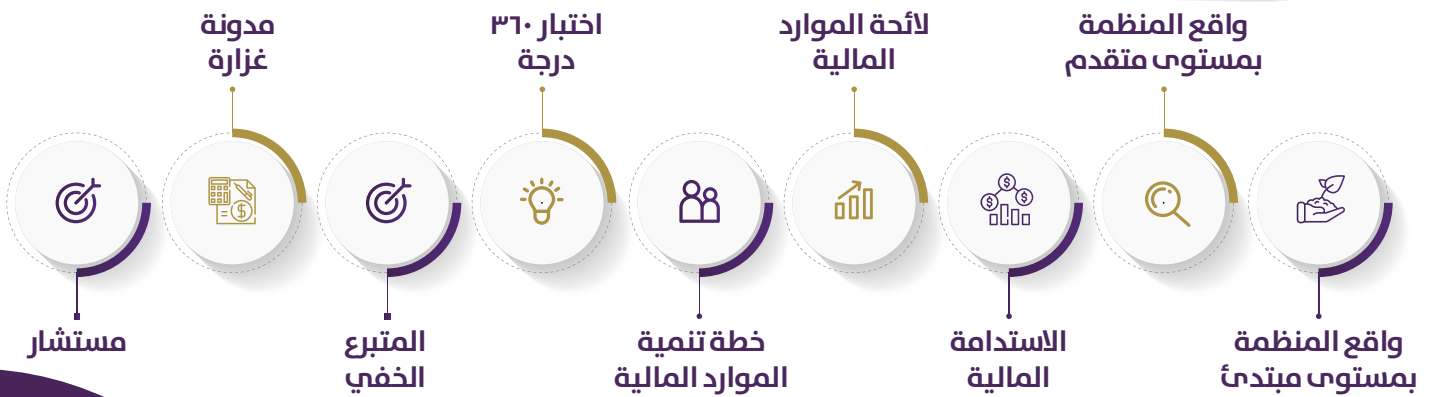 واقع المنظمة
بمستوى مبتدئ
واقع المنظمة
بمستوى متقدم
الاستدامة
المالية
لائحة الموارد
المالية
خطة تنمية
الموارد المالية
اختبار ٣٦٠
درجة
المتبرع
الخفي
مدونة
غزارة
مستشار